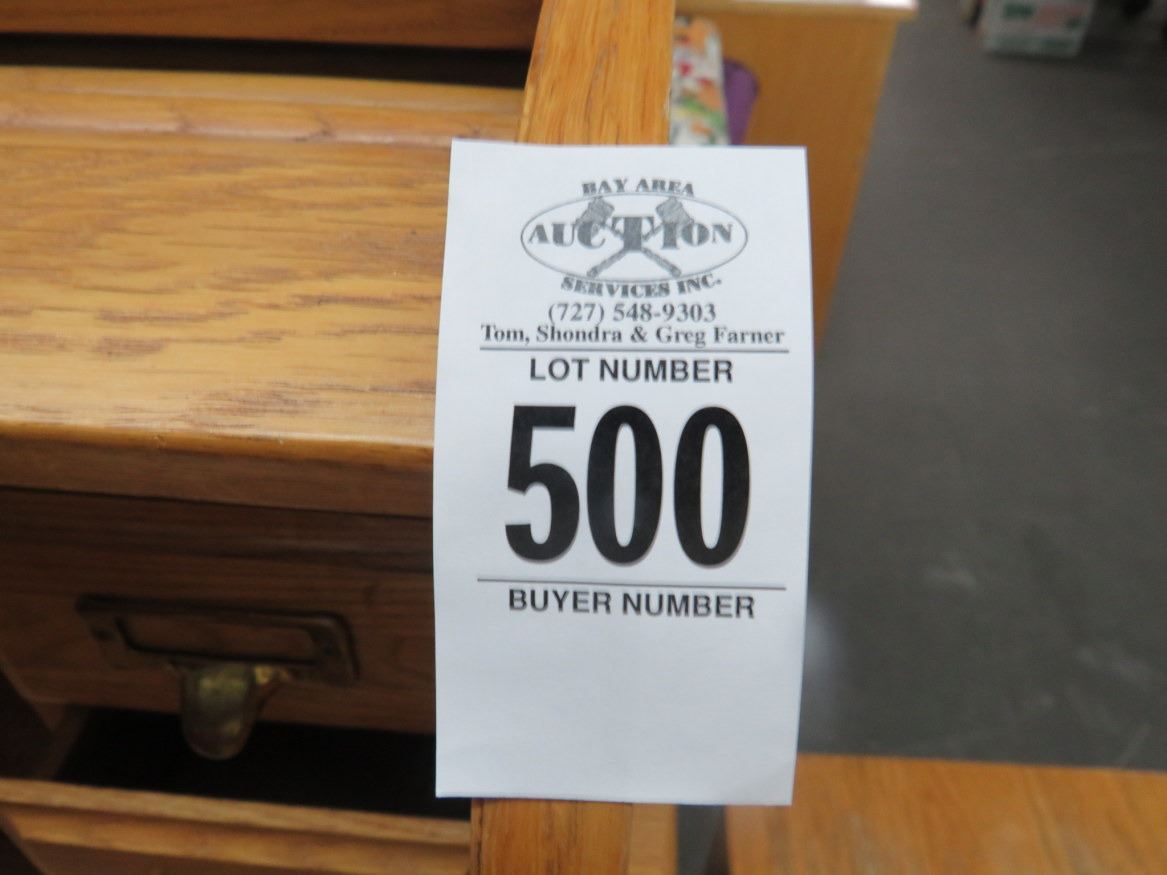 BAY AREA
AUCTION
SERVICES INC.
(727) 548-9303
Tom, Shondra & Greg Farner
LOT NUMBER
500
BUYER NUMBER